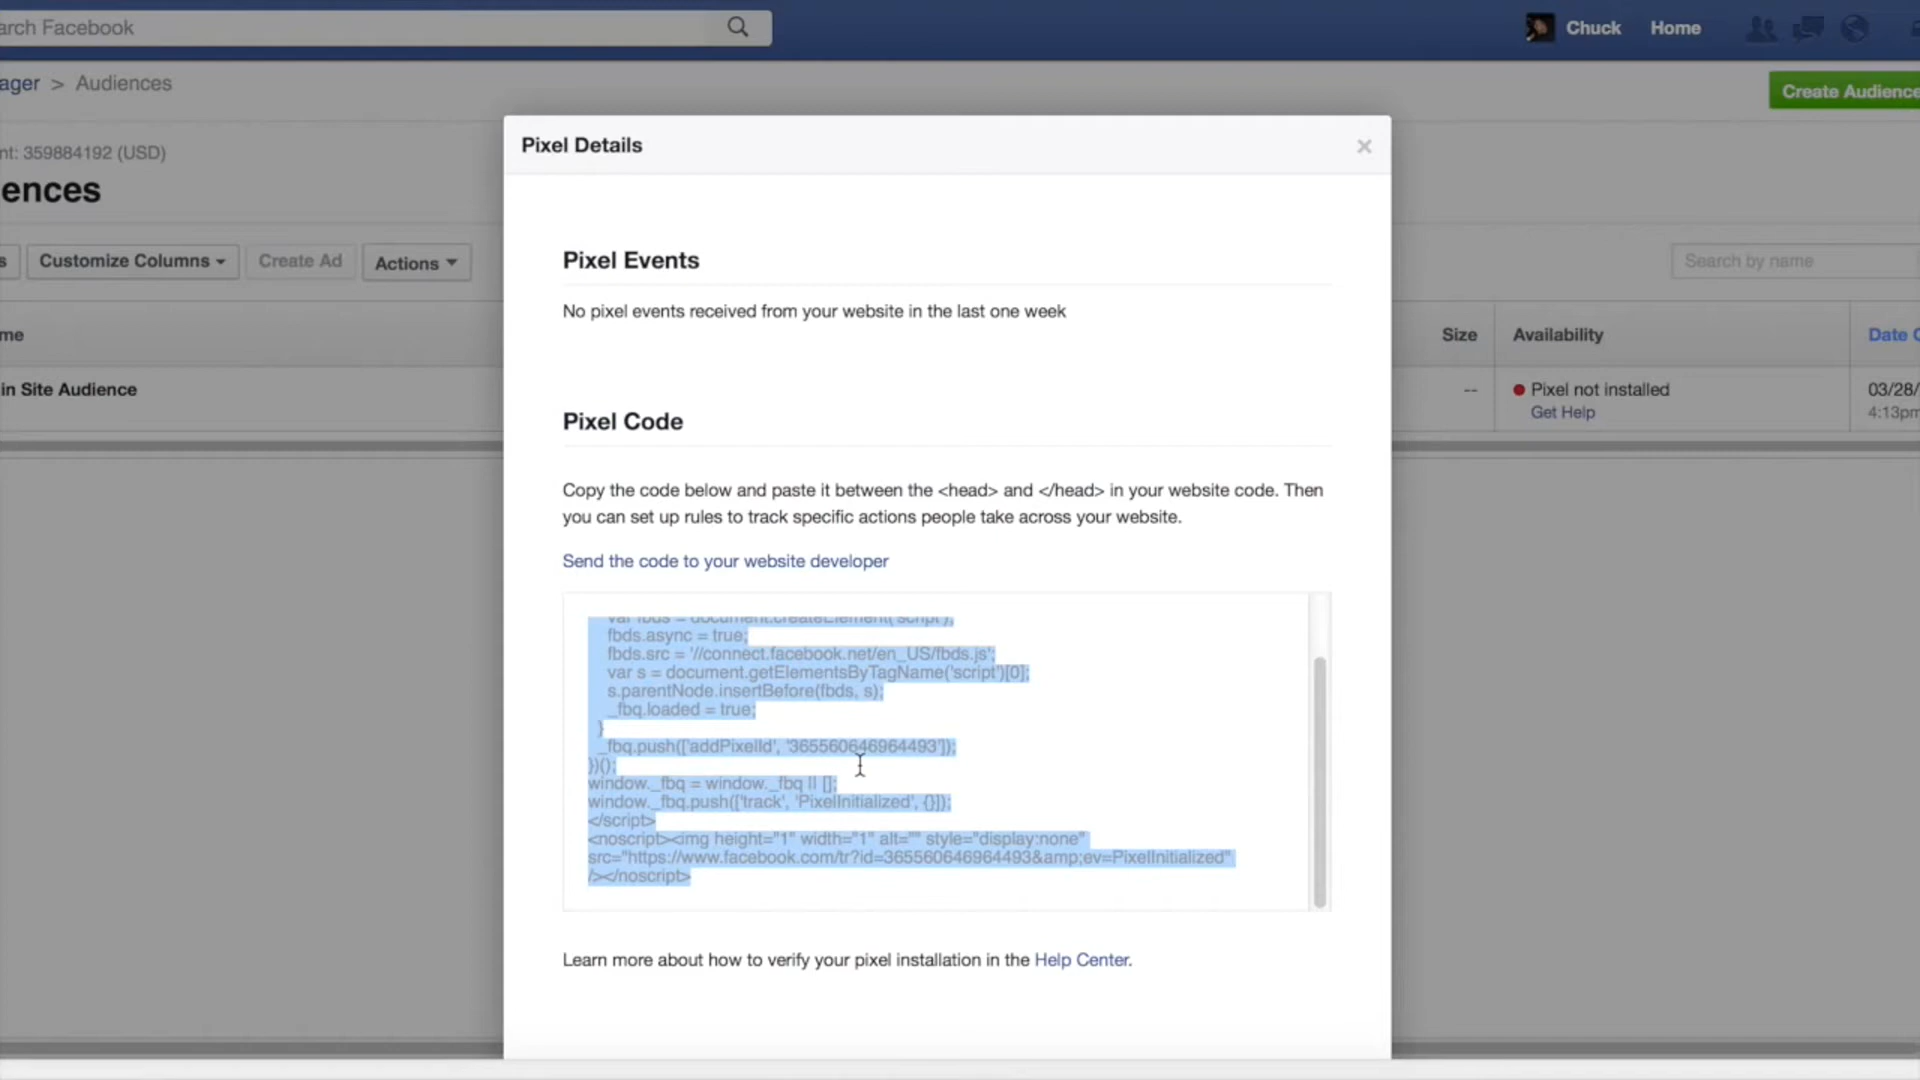 arch Facebook
Chuck Home
ager > Audiences
Create Audience
nt: 359884192 (USD)
ences
s Customize Columns Create Ad Actions
Search by name
me
Size Availability Date C
in Site Audience
-- Pixel not installed 03/28/
Get Help 4:13pm
Pixel Details ×
Pixel Events
No pixel events received from your website in the last one week
Pixel Code
Copy the code below and paste it between the <head> and </head> in your website code. Then
you can set up rules to track specific actions people take across your website.
Send the code to your website developer
var fbds = document.createElement('script');
fbds.async = true;
fbds.src = '//connect.facebook.net/en_US/fbds.js';
var s = document.getElementsByTagName('script')[0];
s.parentNode.insertBefore(fbds, s);
_fbq.loaded = true;
}
_fbq.push(['addPixelId', '365560646964493']);
})();
window._fbq = window._fbq || [];
window._fbq.push(['track', 'PixelInitialized', {}]);
</script>
<noscript><img height="1" width="1" alt="" style="display:none"
src="https://www.facebook.com/tr?id=365560646964493&amp;ev=PixelInitialized"
/></noscript>
Learn more about how to verify your pixel installation in the Help Center.